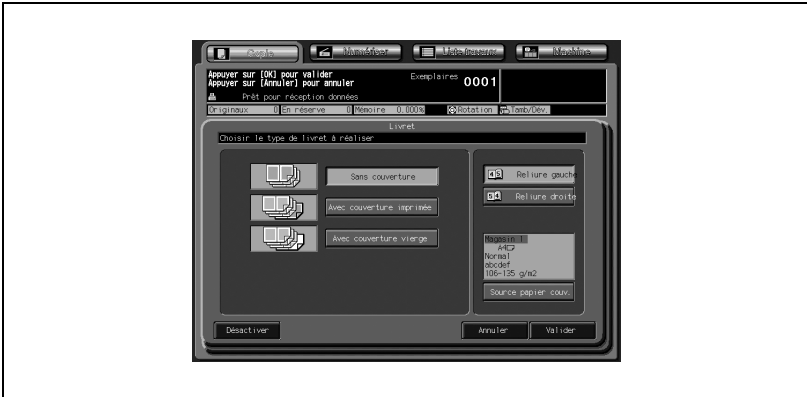 Copie Numériser Liste travaux Machine
Appuyer sur [OK] pour valider
Appuyer sur [Annuler] pour annuler
Exemplaires 0001
Prêt pour réception données
Originaux 0 En réserve 0 Memoire 0.000% Rotation Tamb/Dév.
Livret
Choisir le type de livret à réaliser
Sans couverture
Avec couverture imprimée
Avec couverture vierge
Reliure gauche
Reliure droite
Magasin 1
A4
Normal
abcdef
106-135 g/m2
Source papier couv.
Désactiver Annuler Valider